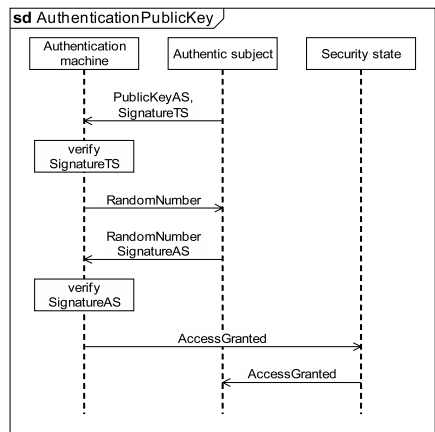 sd AuthenticationPublicKey
Authentication
machine
Authentic subject
Security state
PublicKeyAS,
SignatureTS
verify
SignatureTS
RandomNumber
RandomNumber
SignatureAS
verify
SignatureAS
AccessGranted
AccessGranted